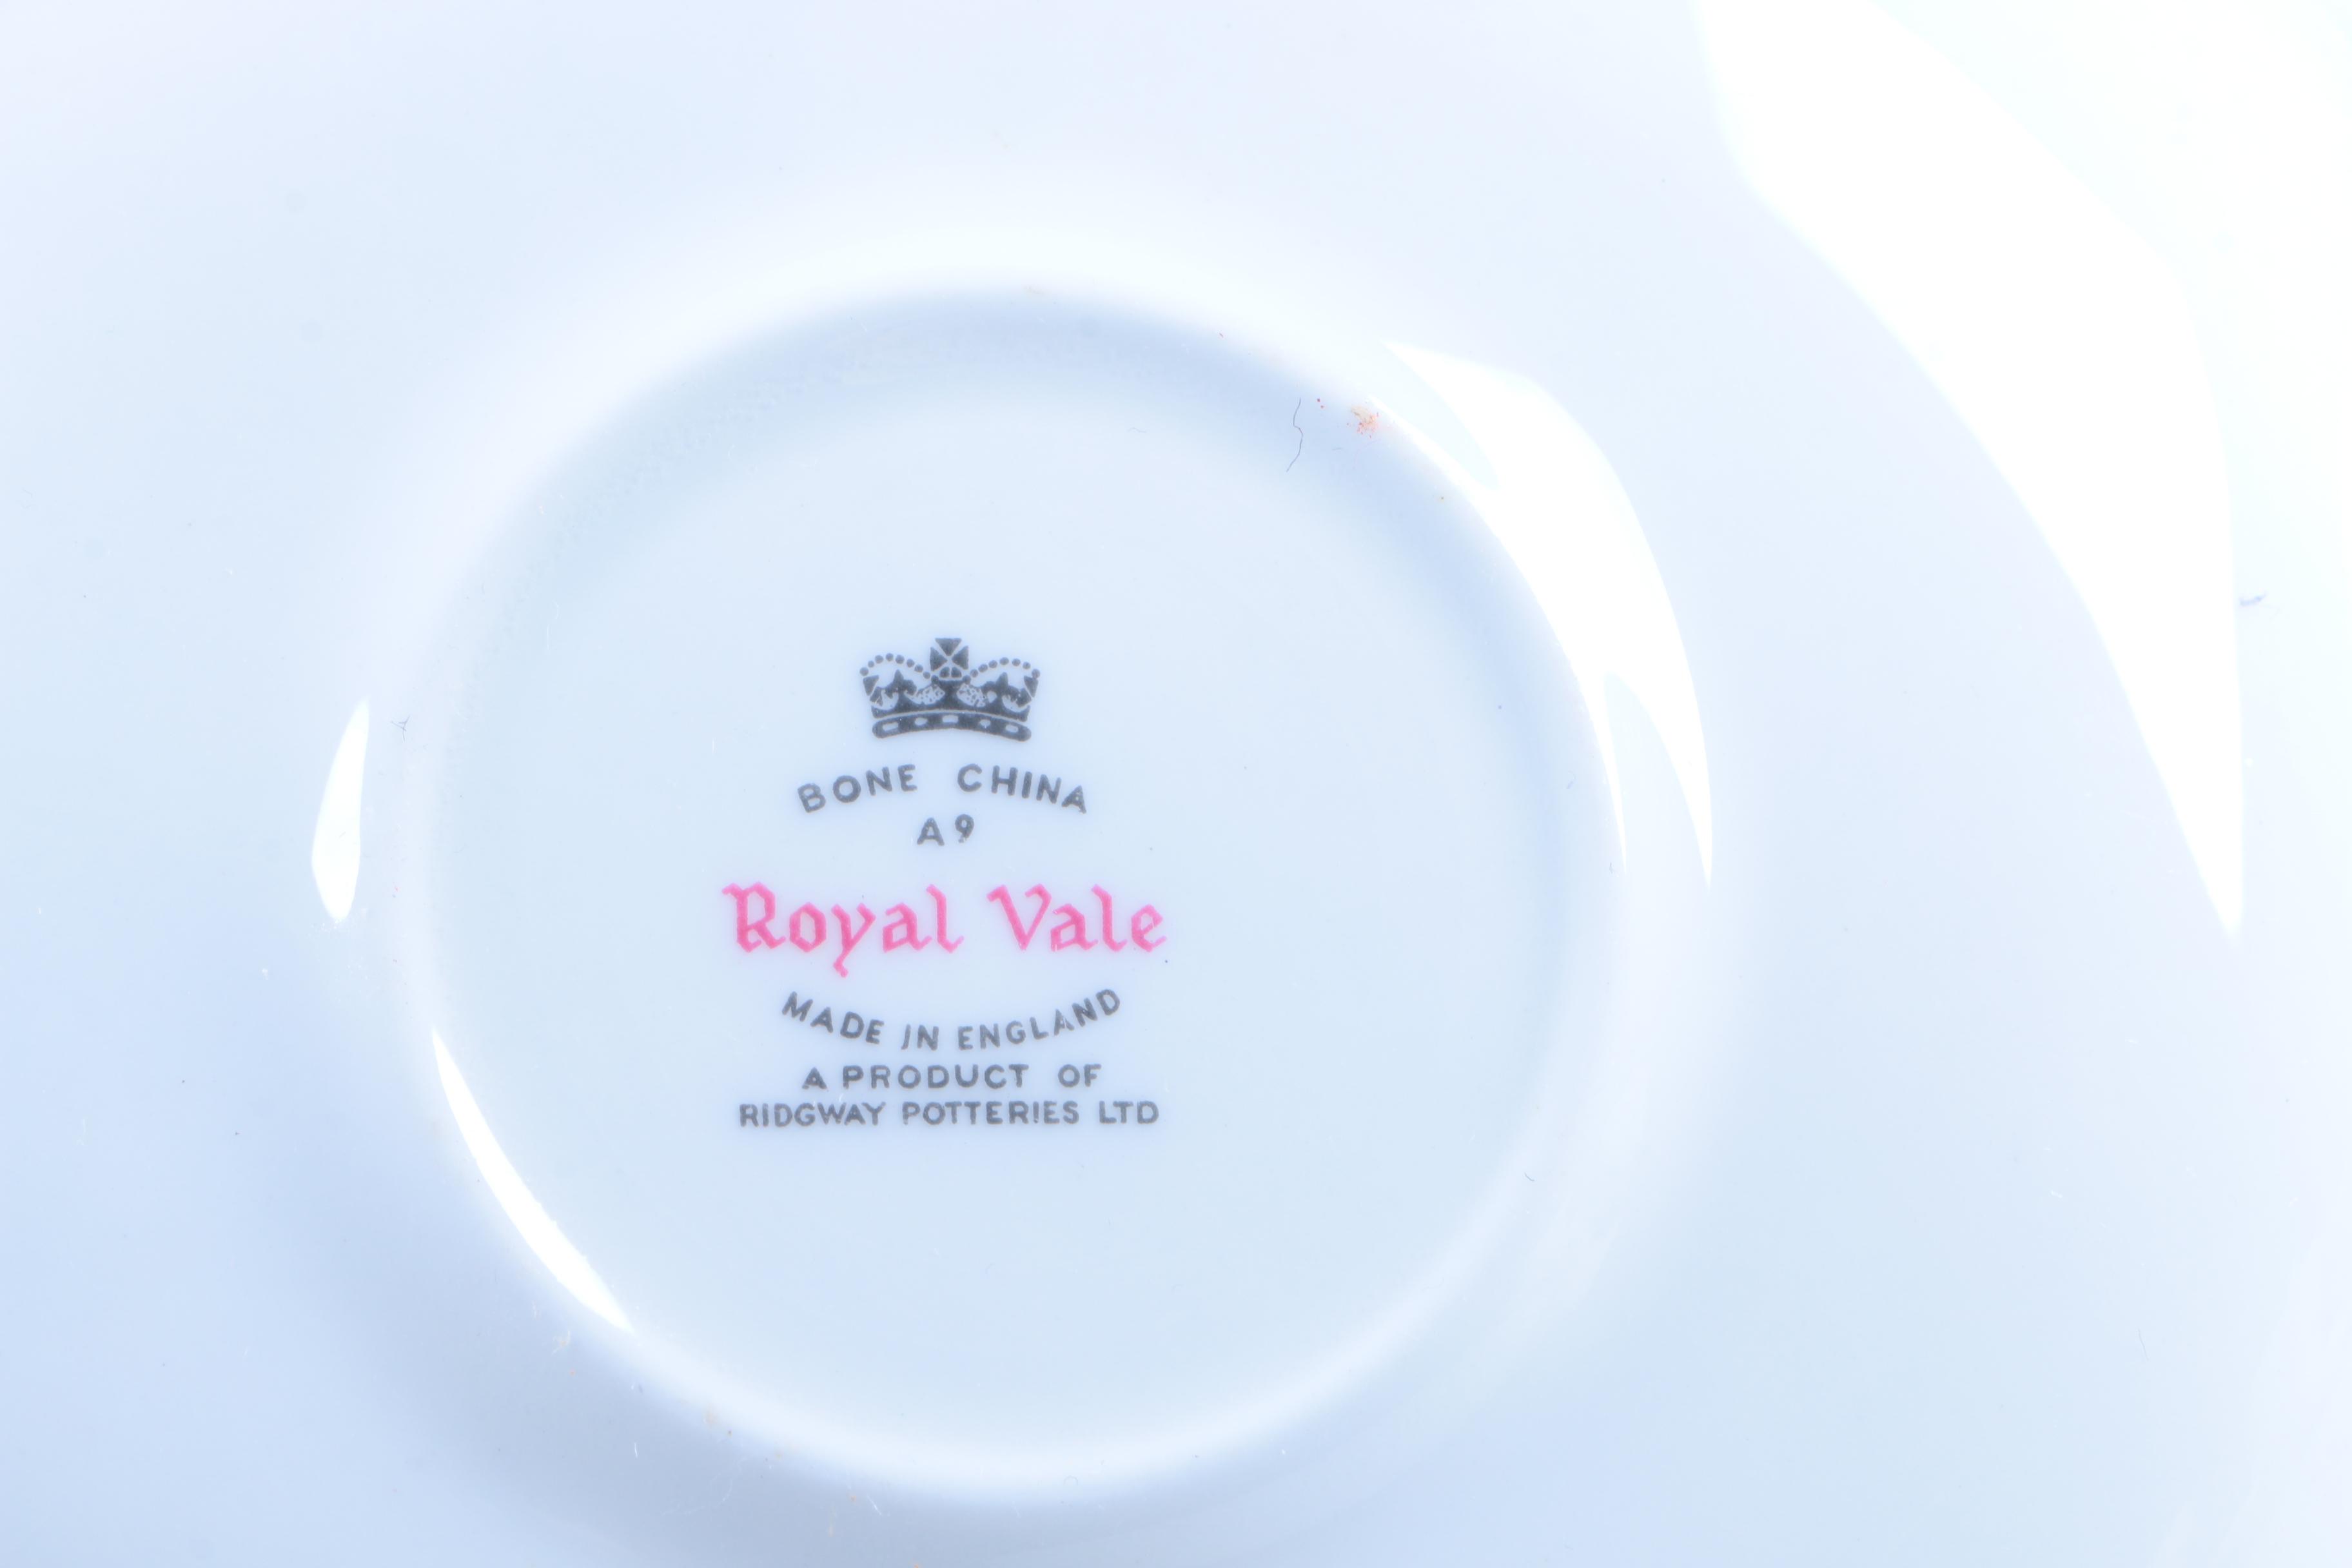 BONE CHINA
A9
Royal Vale
MADE IN ENGLAND
A PRODUCT OF
RIDGWAY POTTERIES LTD